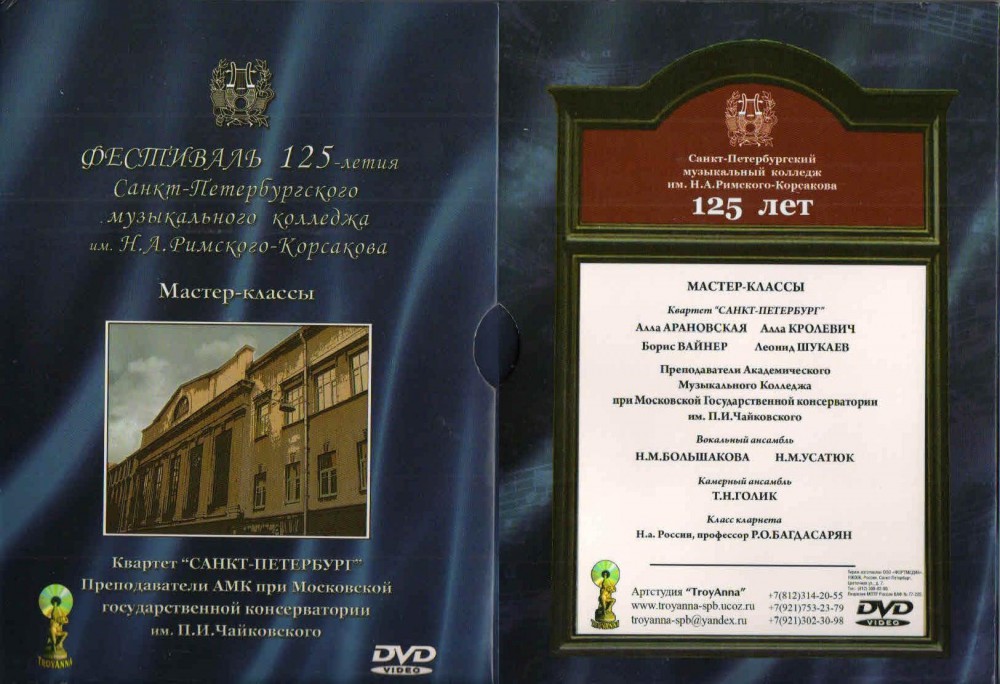 ФЕСТИВАЛЬ 125-летия
Санкт-Петербургского
музыкального колледжа
им. Н.А.Римского-Корсакова
Мастер-классы
Квартет "САНКТ-ПЕТЕРБУРГ"
Преподаватели АМК при Московской
государственной консерватории
им. П.И.Чайковского
TROYANNA
DVD
VIDEO
Санкт-Петербургский
музыкальный колледж
им. Н.А.Римского-Корсакова
125 лет
МАСТЕР-КЛАССЫ
Квартет "САНКТ-ПЕТЕРБУРГ"
Алла АРАНОВСКАЯ Алла КРОЛЕВИЧ
Борис ВАЙНЕР Леонид ШУКАЕВ
Преподаватели Академического
Музыкального Колледжа
при Московской Государственной консерватории
им. П.И.Чайковского
Вокальный ансамбль
Н.М.БОЛЬШАКОВА Н.М.УСАТЮК
Камерный ансамбль
Т.Н.ГОЛИК
Класс кларнета
Н.а. России, профессор Р.О.БАГДАСАРЯН
Артстудия "TroyAnna" +7(812)314-20-55
www.troyanna-spb.ucoz.ru +7(921)753-23-79
troyanna-spb@yandex.ru +7(921)302-30-98
DVD
VIDEO